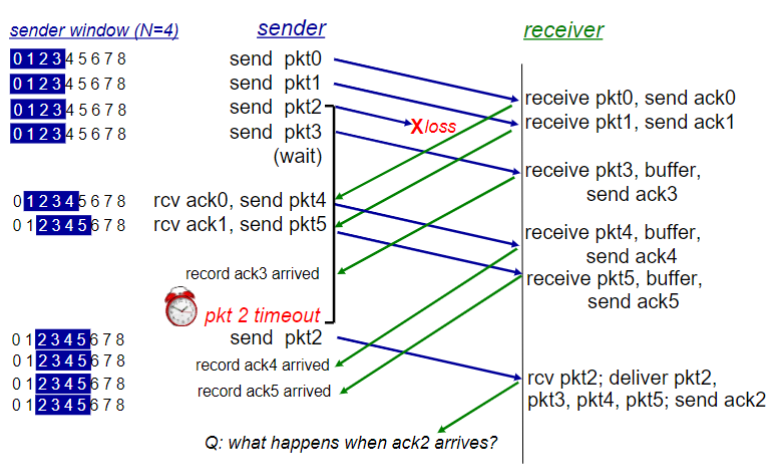 sender window (N=4)
sender
receiver
0 1 2 3 4 5 6 7 8
send pkt0
0 1 2 3 4 5 6 7 8
send pkt1
0 1 2 3 4 5 6 7 8
send pkt2
receive pkt0, send ack0
0 1 2 3 4 5 6 7 8
send pkt3
X loss
receive pkt1, send ack1
(wait)
receive pkt3, buffer,
send ack3
0 1 2 3 4 5 6 7 8
rcv ack0, send pkt4
0 1 2 3 4 5 6 7 8
rcv ack1, send pkt5
receive pkt4, buffer,
send ack4
record ack3 arrived
receive pkt5, buffer,
send ack5
pkt 2 timeout
0 1 2 3 4 5 6 7 8
send pkt2
0 1 2 3 4 5 6 7 8
record ack4 arrived
0 1 2 3 4 5 6 7 8
record ack5 arrived
0 1 2 3 4 5 6 7 8
rcv pkt2; deliver pkt2,
pkt3, pkt4, pkt5; send ack2
Q: what happens when ack2 arrives?